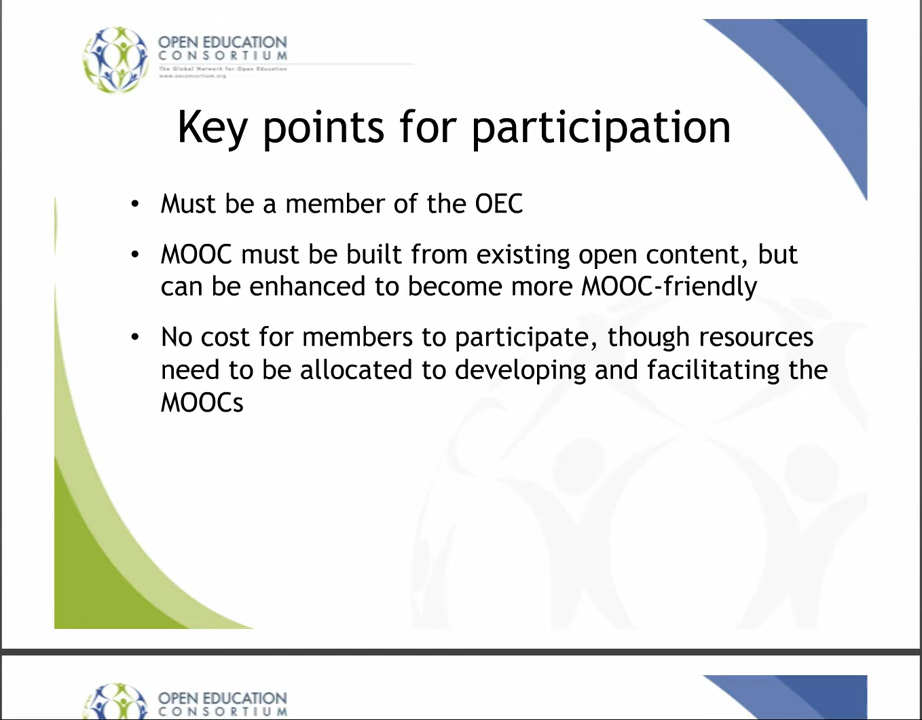 OPEN EDUCATION
CONSORTIUM
The Global Network for Open Education
www.oeconsortium.org
Key points for participation
• Must be a member of the OEC
• MOOC must be built from existing open content, but
can be enhanced to become more MOOC-friendly
• No cost for members to participate, though resources
need to be allocated to developing and facilitating the
MOOCs
OPEN EDUCATION
CONSORTIUM